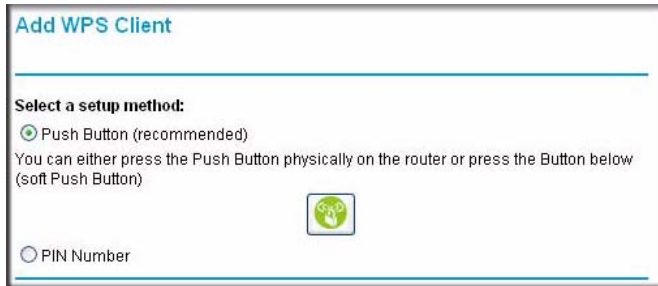 Add WPS Client
Select a setup method:
Push Button (recommended)
You can either press the Push Button physically on the router or press the Button below
(soft Push Button)
PIN Number